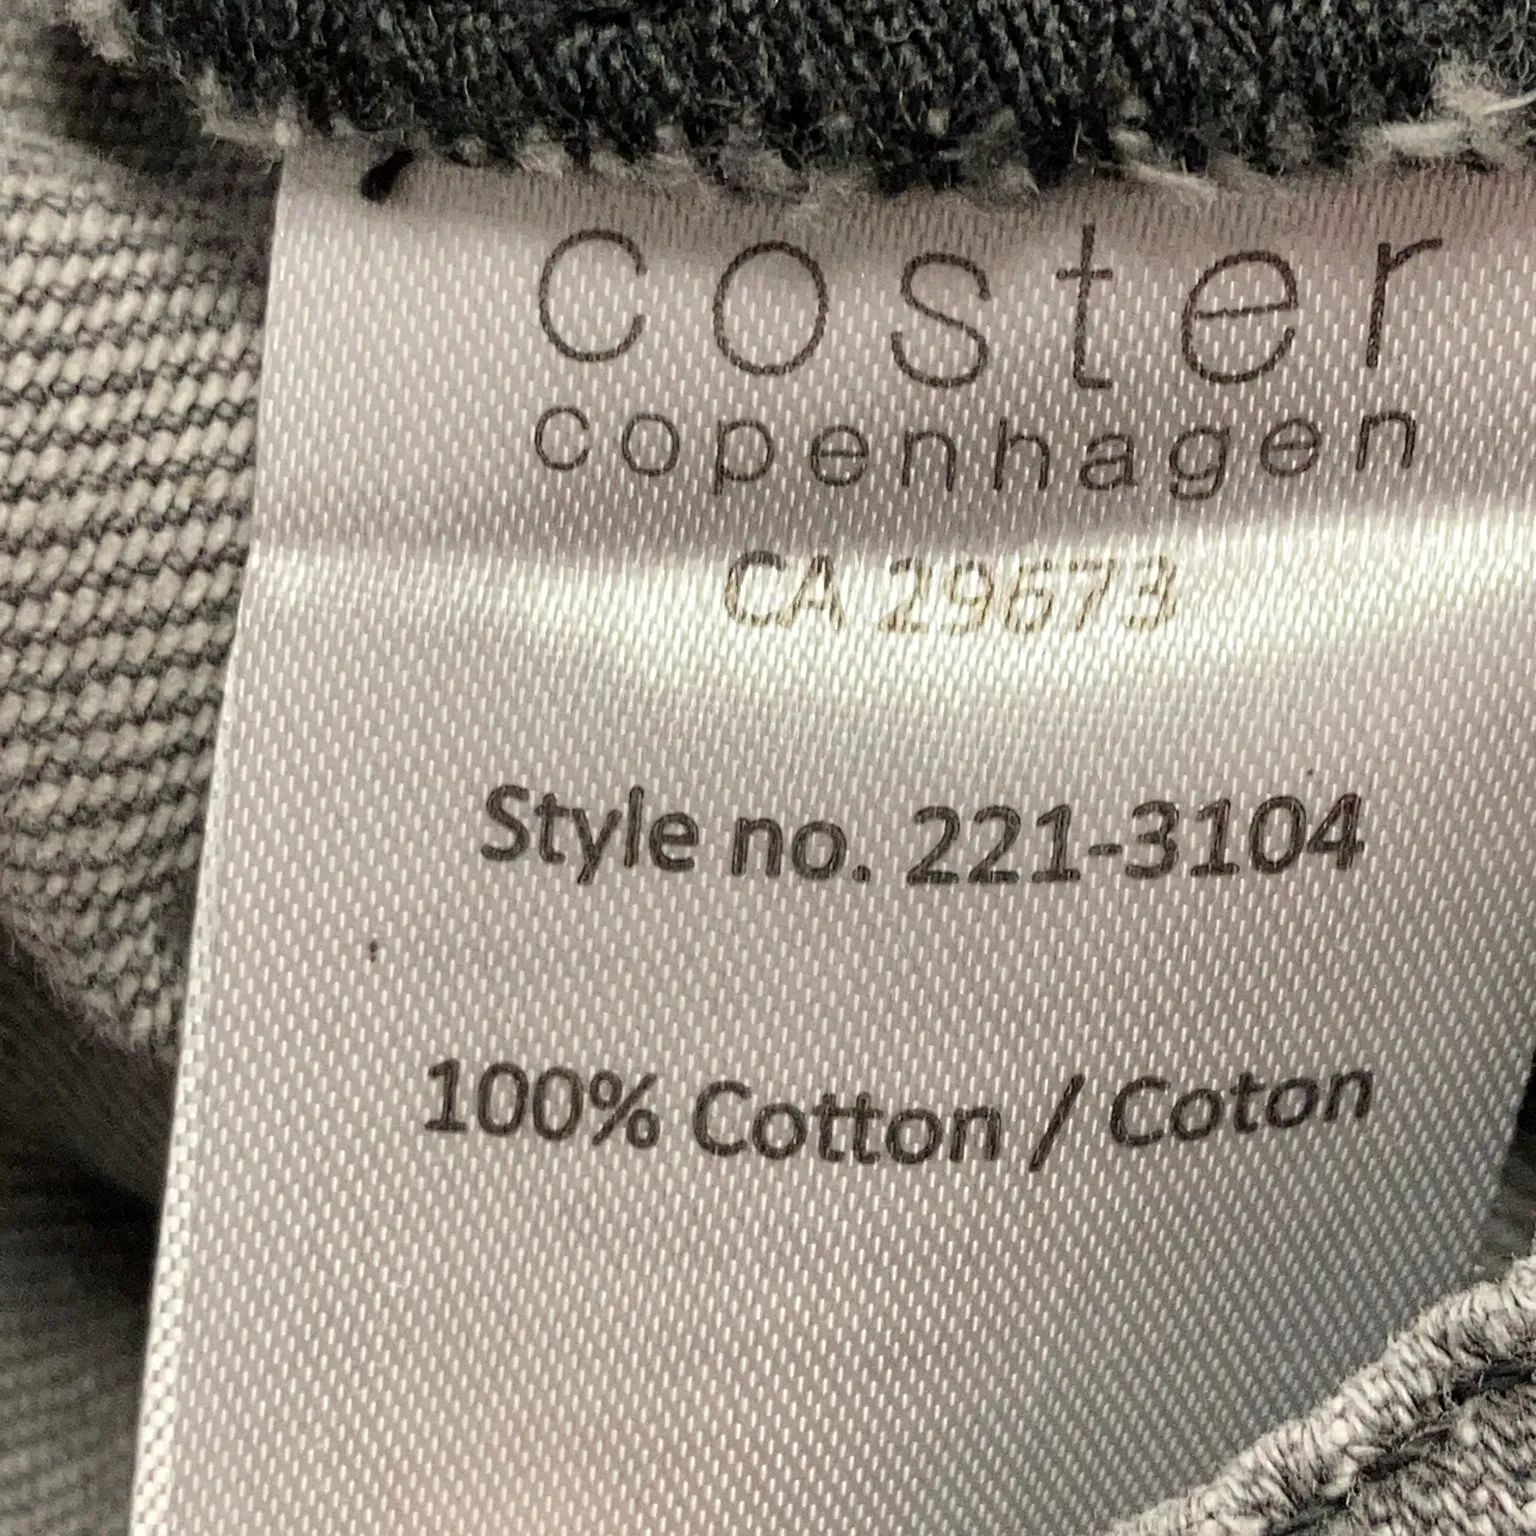 coster
copenhagen
CA 29673
Style no. 221-3104
100% Cotton / Coton